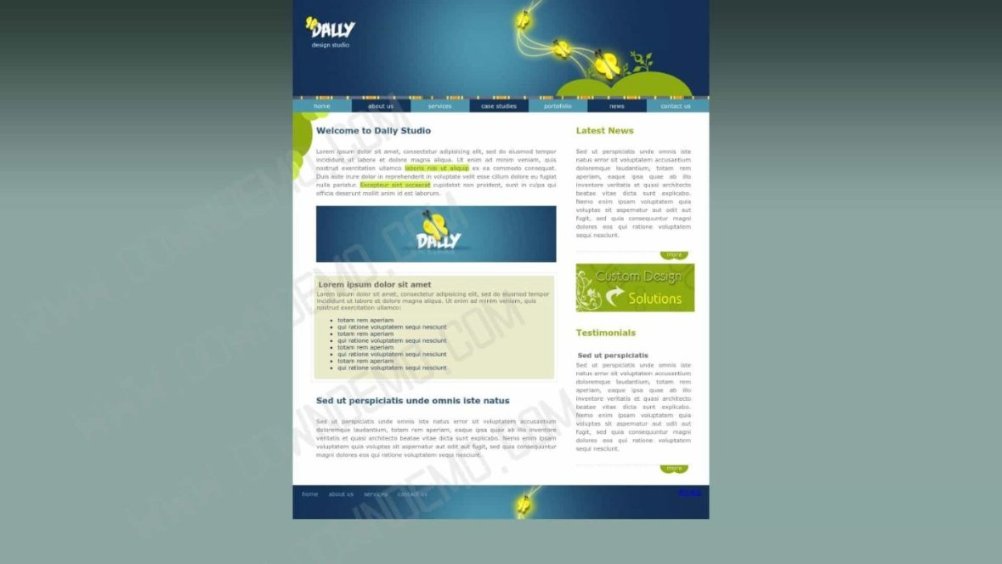 DALLY
design studio
home about us services case studies portofolio news contact us
Welcome to Dally Studio
Lorem ipsum dolor sit amet, consectetur adipisicing elit, sed do eiusmod tempor
incididunt ut labore et dolore magna aliqua. Ut enim ad minim veniam, quis
nostrud exercitation ullamco laboris nisi ut aliquip ex ea commodo consequat.
Duis aute irure dolor in reprehenderit in voluptate velit esse cillum dolore eu fugiat
nulla pariatur. Excepteur sint occaecat cupidatat non proident, sunt in culpa qui
officia deserunt mollit anim id est laborum.
DALLY
Lorem ipsum dolor sit amet
Lorem ipsum dolor sit amet, consectetur adipisicing elit, sed do eiusmod tempor
incididunt ut labore et dolore magna aliqua. Ut enim ad minim veniam, quis
nostrud exercitation ullamco:
totam rem aperiam
qui ratione voluptatem sequi nesciunt
totam rem aperiam
qui ratione voluptatem sequi nesciunt
totam rem aperiam
qui ratione voluptatem sequi nesciunt
totam rem aperiam
qui ratione voluptatem sequi nesciunt
Sed ut perspiciatis unde omnis iste natus
Sed ut perspiciatis unde omnis iste natus error sit voluptatem accusantium
doloremque laudantium, totam rem aperiam, eaque ipsa quae ab illo inventore
veritatis et quasi architecto beatae vitae dicta sunt explicabo. Nemo enim ipsam
voluptatem quia voluptas sit aspernatur aut odit aut fugit, sed quia consequuntur
magni dolores eos qui ratione voluptatem sequi nesciunt.
Latest News
Sed ut perspiciatis unde omnis iste
natus error sit voluptatem accusantium
doloremque laudantium, totam rem
aperiam, eaque ipsa quae ab illo
inventore veritatis et quasi architecto
beatae vitae dicta sunt explicabo.
Nemo enim ipsam voluptatem quia
voluptas sit aspernatur aut odit aut
fugit, sed quia consequuntur magni
dolores eos qui ratione voluptatem
sequi nesciunt.
more
Custom Design
Solutions
Testimonials
Sed ut perspiciatis
Sed ut perspiciatis unde omnis iste
natus error sit voluptatem accusantium
doloremque laudantium, totam rem
aperiam, eaque ipsa quae ab illo
inventore veritatis et quasi architecto
beatae vitae dicta sunt explicabo.
Nemo enim ipsam voluptatem quia
voluptas sit aspernatur aut odit aut
fugit, sed quia consequuntur magni
dolores eos qui ratione voluptatem
sequi nesciunt.
more
home about us services contact us